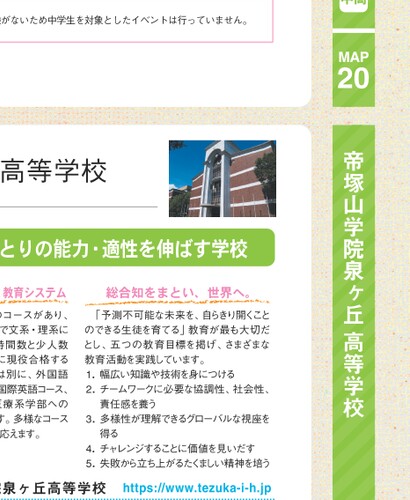 がないため中学生を対象としたイベントは行っていません。
中高
MAP
20
高等学校
帝塚山学院泉ヶ丘高等学校
とりの能力・適性を伸ばす学校
教育システム
のコースがあり、
で文系・理系に
時間数と少人数
に現役合格する
は別に、外国語
国際英語コース、
医療系学部への
す。多様なコース
応えます。
総合知をまとい、世界へ。
「予測不可能な未来を、自らきり開くこと
のできる生徒を育てる」教育が最も大切だ
とし、五つの教育目標を掲げ、さまざまな
教育活動を実践しています。
1. 幅広い知識や技術を身につける
2. チームワークに必要な協調性、社会性、
責任感を養う
3. 多様性が理解できるグローバルな視座を
得る
4. チャレンジすることに価値を見いだす
5. 失敗から立ち上がるたくましい精神を培う
泉ヶ丘高等学校
https://www.tezuka-i-h.jp